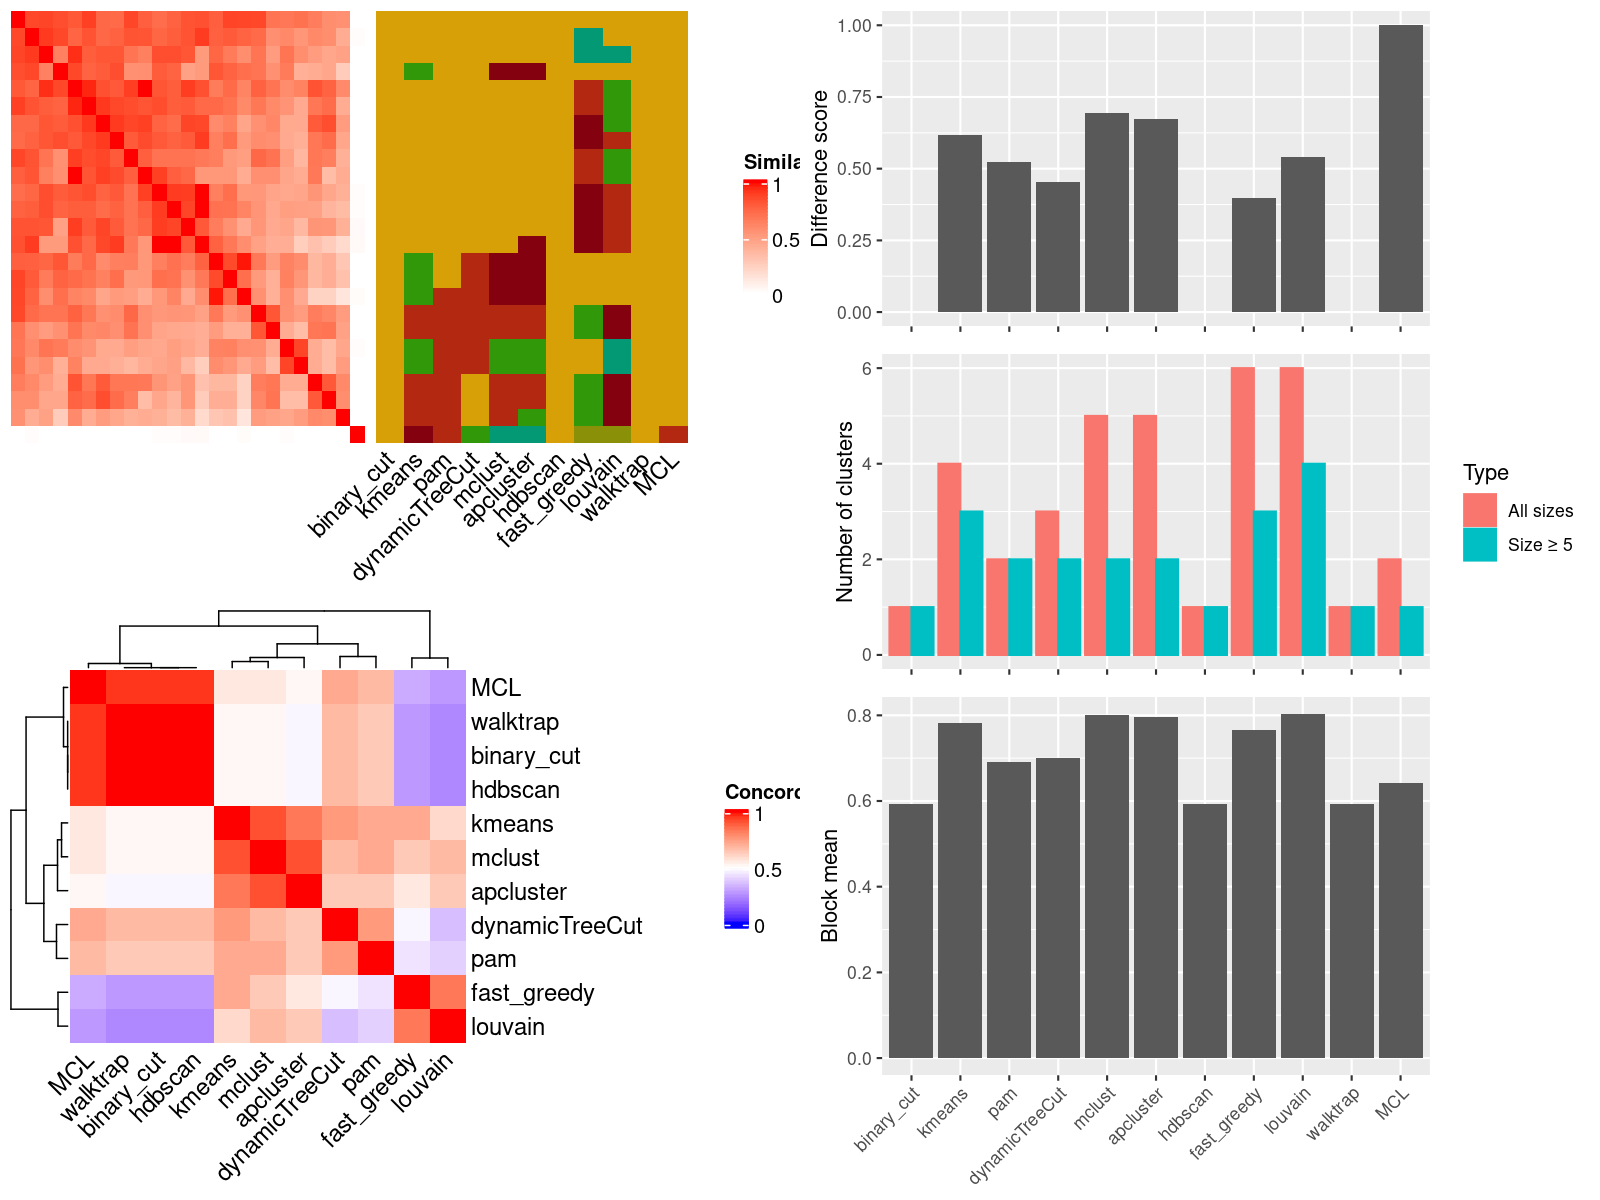 Simila
1
0.5
0
binary_cut
kmeans
pam
dynamicTreeCut
mclust
apcluster
hdbscan
fast_greedy
louvain
walktrap
MCL
MCL
walktrap
binary_cut
hdbscan
kmeans
mclust
apcluster
dynamicTreeCut
pam
fast_greedy
louvain
MCL
walktrap
binary_cut
hdbscan
kmeans
mclust
apcluster
dynamicTreeCut
pam
fast_greedy
louvain
Concord
1
0.5
0
Difference score
1.00
0.75
0.50
0.25
0.00
Number of clusters
6
4
2
0
Type
All sizes
Size ≥ 5
Block mean
0.8
0.6
0.4
0.2
0.0
binary_cut
kmeans
pam
dynamicTreeCut
mclust
apcluster
hdbscan
fast_greedy
louvain
walktrap
MCL